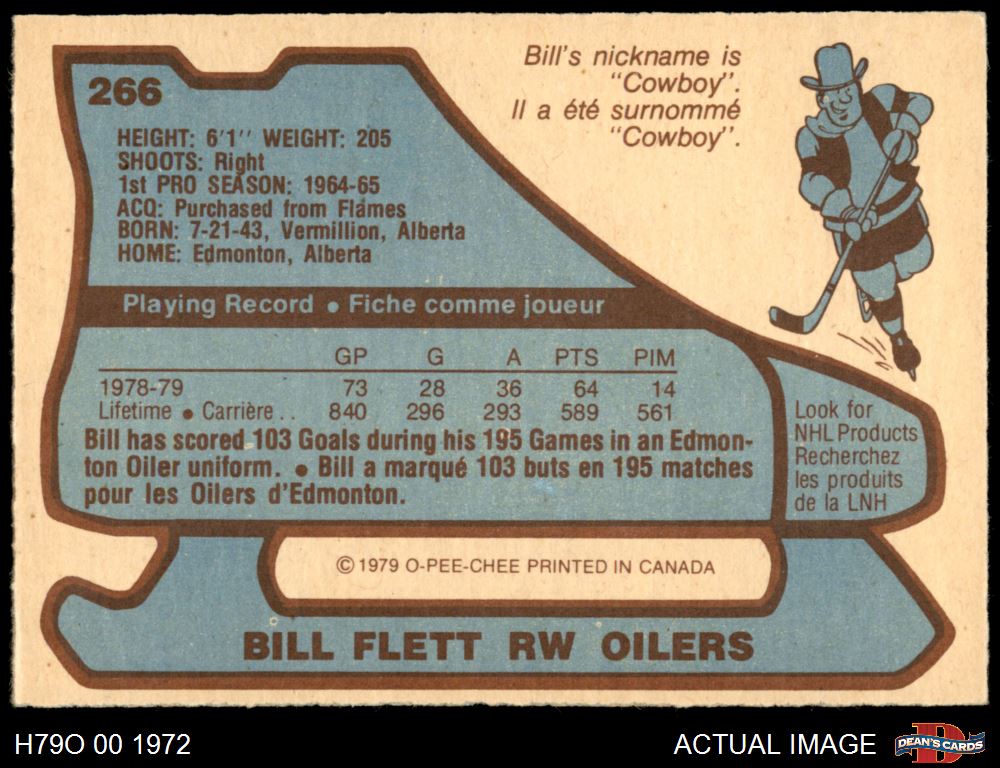 266
Bill's nickname is
"Cowboy".
Il a été surnommé
"Cowboy".
HEIGHT: 6'1'' WEIGHT: 205
SHOOTS: Right
1st PRO SEASON: 1964-65
ACQ: Purchased from Flames
BORN: 7-21-43, Vermillion, Alberta
HOME: Edmonton, Alberta
Playing Record • Fiche comme joueur
GP G A PTS PIM
1978-79 73 28 36 64 14
Lifetime • Carrière . . 840 296 293 589 561
Bill has scored 103 Goals during his 195 Games in an Edmon-
ton Oiler uniform. • Bill a marqué 103 buts en 195 matches
pour les Oilers d'Edmonton.
Look for
NHL Products
Recherchez
les produits
de la LNH
© 1979 O-PEE-CHEE PRINTED IN CANADA
BILL FLETT RW OILERS
H79O 00 1972
ACTUAL IMAGE
D
DEAN'S CARDS